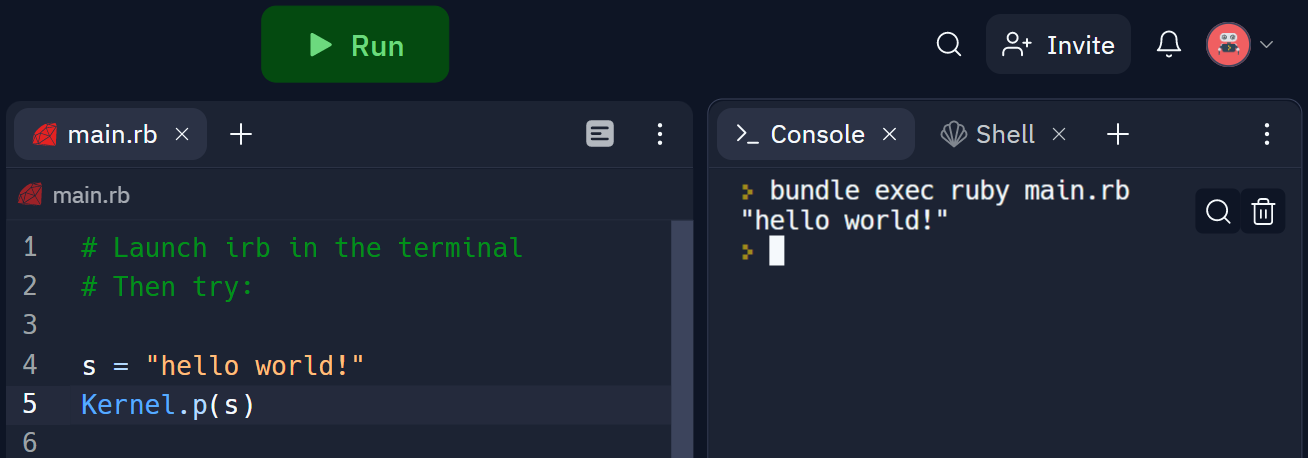 Run
Invite
main.rb
Console
Shell
main.rb
1 # Launch irb in the terminal
2 # Then try:
3
4 s = "hello world!"
5 Kernel.p(s)
6
bundle exec ruby main.rb
"hello world!"